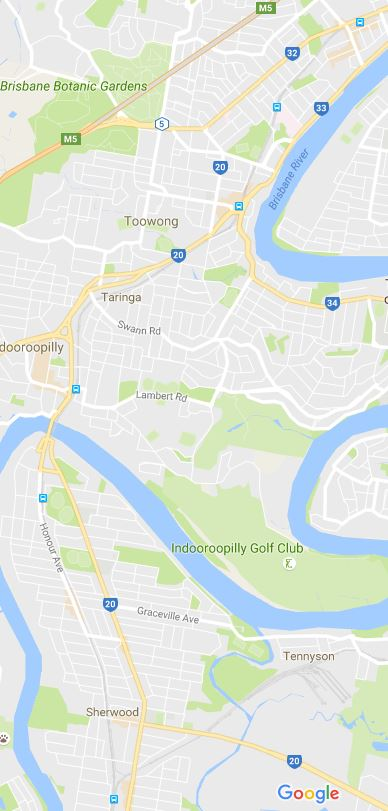 M5
32
Brisbane Botanic Gardens
33
5
M5
20
Brisbane River
Toowong
20
Taringa
34
Swann Rd
dooroopilly
Lambert Rd
Honour Ave
Indooroopilly Golf Club
20
Graceville Ave
Tennyson
Sherwood
20
Google